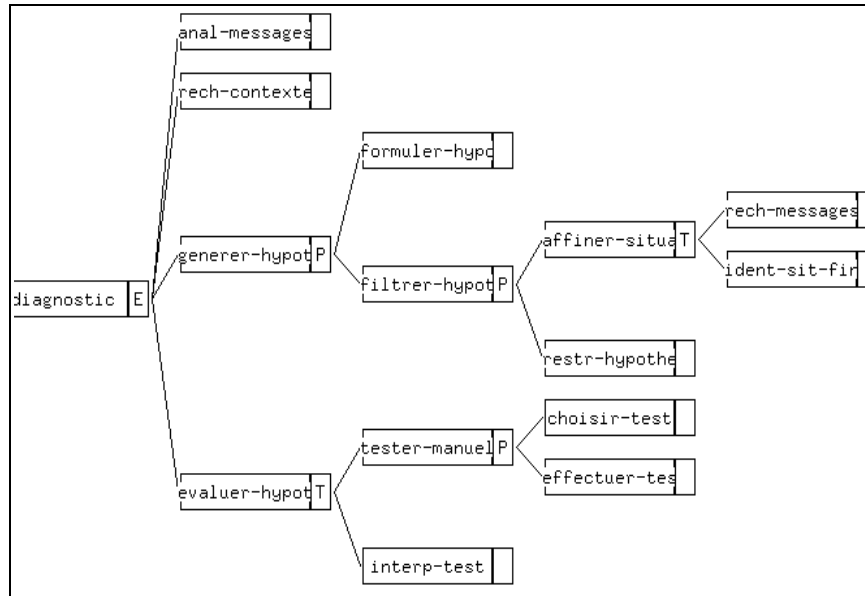 anal-messages
rech-contexte
formuler-hypo
rech-messages
affiner-situa T
generer-hypot P
ident-sit-fir
filtrer-hypot P
diagnostic E
restr-hypothe
choisir-test
tester-manuel P
effectuer-tes
evaluer-hypot T
interp-test